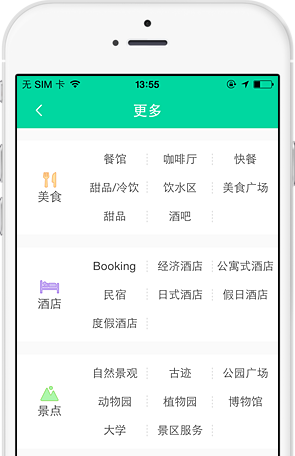 无 SIM 卡 13:55
更多
餐馆 咖啡厅 快餐
美食 甜品/冷饮 饮水区 美食广场
甜品 酒吧
Booking 经济酒店 公寓式酒店
酒店 民宿 日式酒店 假日酒店
度假酒店
自然景观 古迹 公园广场
景点 动物园 植物园 博物馆
大学 景区服务